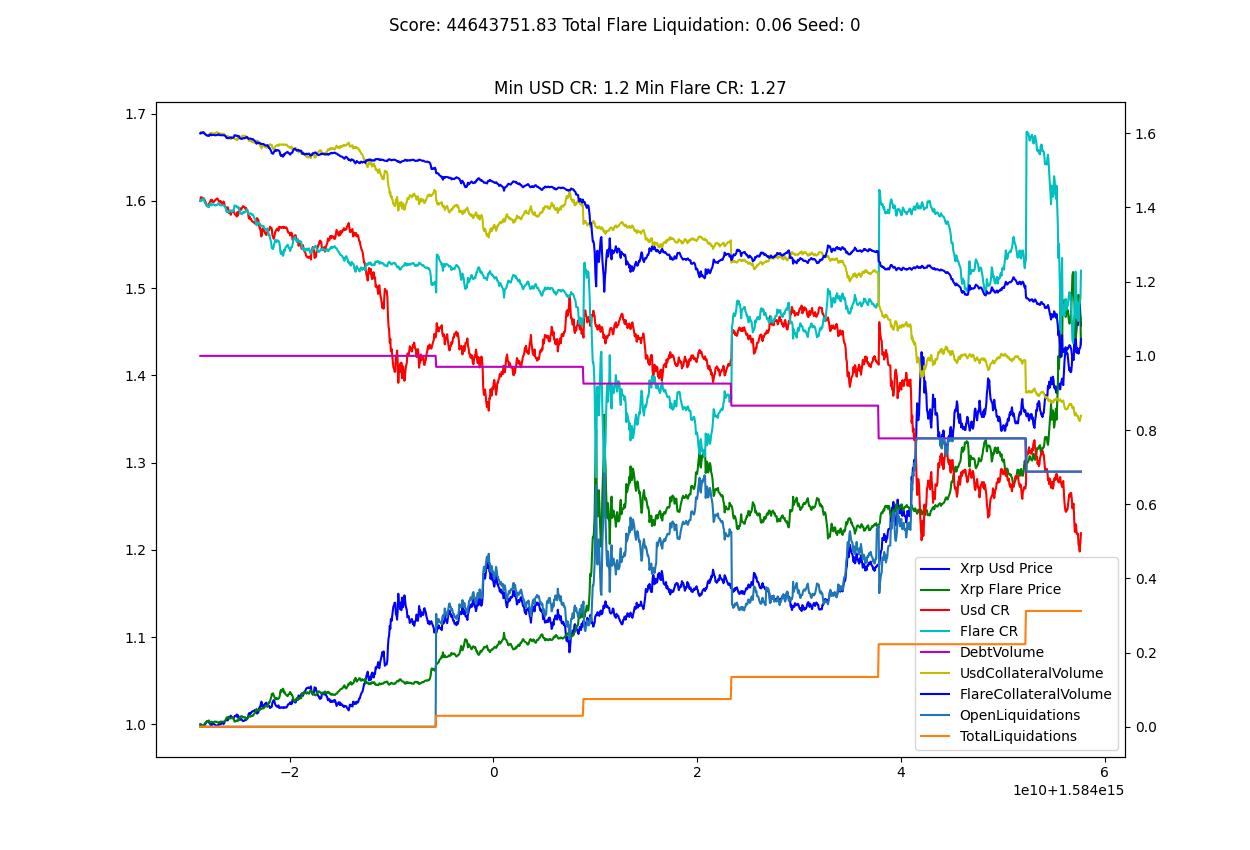 Score: 44643751.83 Total Flare Liquidation: 0.06 Seed: 0
Min USD CR: 1.2 Min Flare CR: 1.27
1.7
1.6
1.5
1.4
1.3
1.2
1.1
1.0
1.6
1.4
1.2
1.0
0.8
0.6
0.4
0.2
0.0
Xrp Usd Price
Xrp Flare Price
Usd CR
Flare CR
DebtVolume
UsdCollateralVolume
FlareCollateralVolume
OpenLiquidations
TotalLiquidations
−2 0 2 4 6
1e10+1.584e15